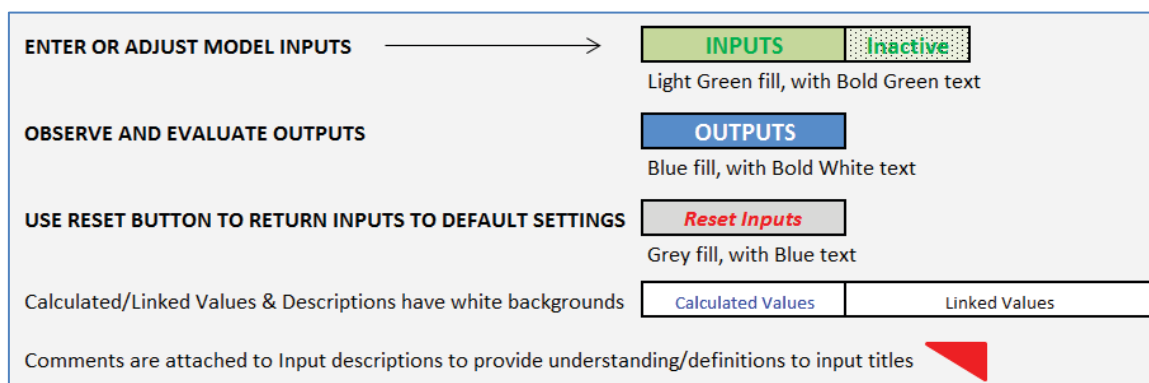 ENTER OR ADJUST MODEL INPUTS INPUTS Inactive
Light Green fill, with Bold Green text
OBSERVE AND EVALUATE OUTPUTS OUTPUTS
Blue fill, with Bold White text
USE RESET BUTTON TO RETURN INPUTS TO DEFAULT SETTINGS Reset Inputs
Grey fill, with Blue text
Calculated/Linked Values & Descriptions have white backgrounds Calculated Values Linked Values
Comments are attached to Input descriptions to provide understanding/definitions to input titles